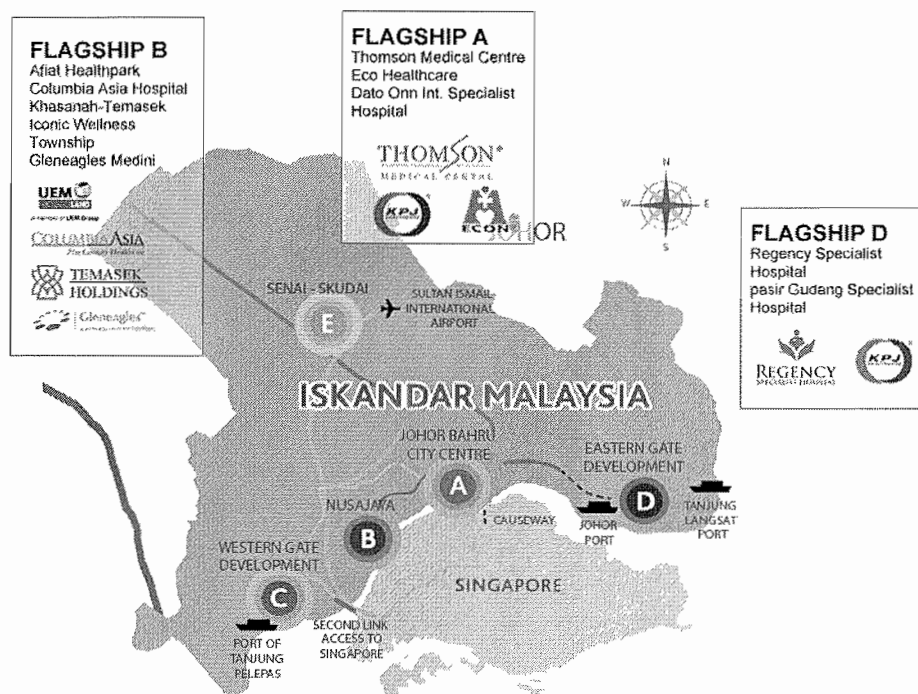 FLAGSHIP B
Afiat Healthpark
Columbia Asia Hospital
Khasanah-Temasek
Iconic Wellness
Township
Gleneagles Medini
UEM
COLUMBIA ASIA
TEMASEK
HOLDINGS
Gleneagles
FLAGSHIP A
Thomson Medical Centre
Eco Healthcare
Dato Onn Int. Specialist
Hospital
THOMSON®
MEDICAL CENTRE
KPJ
ECON®
JOHOR
N
W
E
S
FLAGSHIP D
Regency Specialist
Hospital
pasir Gudang Specialist
Hospital
REGENCY
SPECIALIST HOSPITAL
KPJ
SENAI - SKUDAI
E
SULTAN ISMAIL
INTERNATIONAL
AIRPORT
ISKANDAR MALAYSIA
JOHOR BAHRU
CITY CENTRE
A
EASTERN GATE
DEVELOPMENT
D
NUSAJAYA
B
CAUSEWAY
JOHOR
PORT
TANJUNG
LANGSAT
PORT
WESTERN GATE
DEVELOPMENT
C
SINGAPORE
PORT OF
TANJUNG
PELEPAS
SECOND LINK
ACCESS TO
SINGAPORE